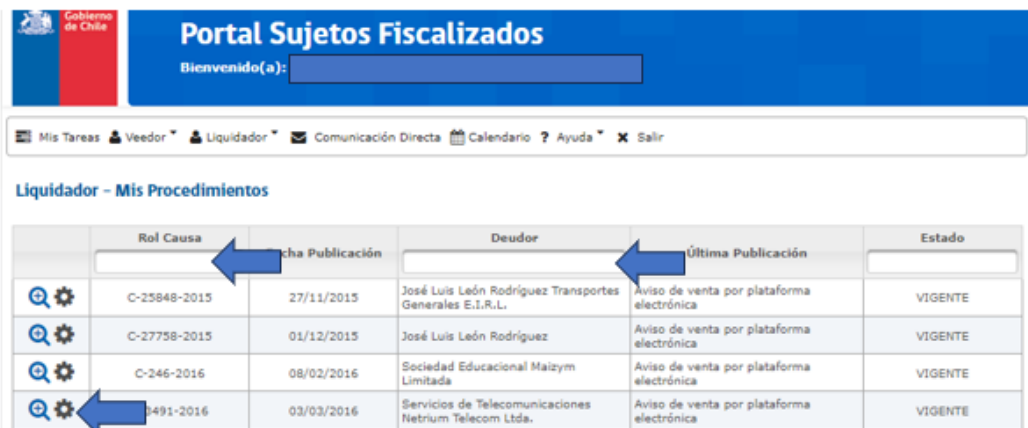 Gobierno
de Chile
Portal Sujetos Fiscalizados
Bienvenido(a):
Mis Tareas Veedor Liquidador Comunicación Directa Calendario ? Ayuda X Salir
Liquidador – Mis Procedimientos
Rol Causa Publicación Deudor Última Publicación Estado
C-25848-2015 27/11/2015 José Luis León Rodríguez Transportes Generales E.I.R.L. Aviso de venta por plataforma electrónica VIGENTE
C-27758-2015 01/12/2015 José Luis León Rodríguez Aviso de venta por plataforma electrónica VIGENTE
C-246-2016 08/02/2016 Sociedad Educacional Maizym Limitada Aviso de venta por plataforma electrónica VIGENTE
491-2016 03/03/2016 Servicios de Telecomunicaciones Netrium Telecom Ltda. Aviso de venta por plataforma electrónica VIGENTE